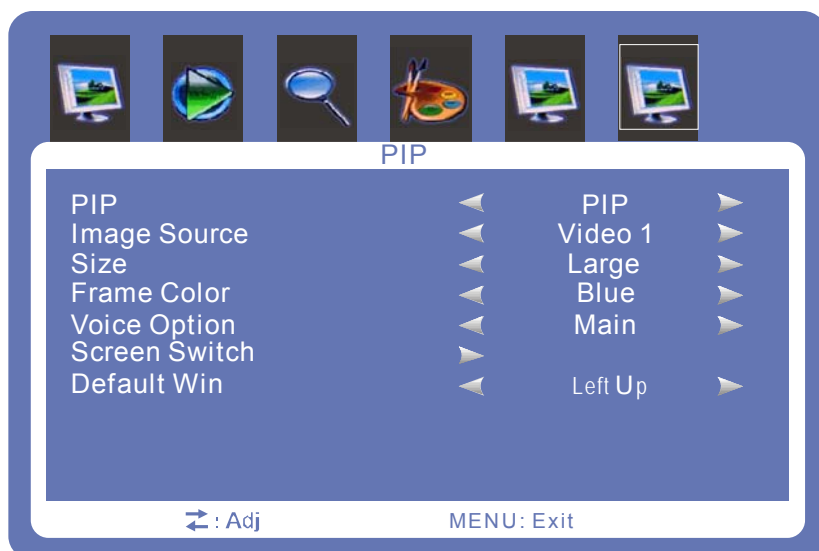 PIP
PIP PIP
Image Source Video 1
Size Large
Frame Color Blue
Voice Option Main
Screen Switch
Default Win Left Up
: Adj MENU: Exit